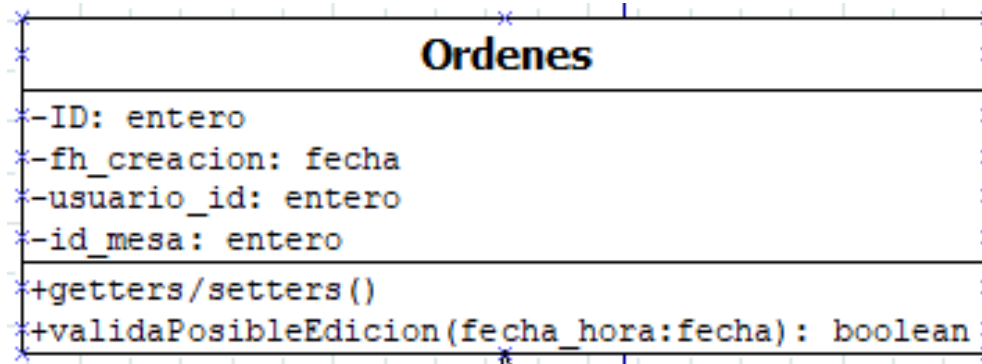 Ordenes
-ID: entero
-fh_creacion: fecha
-usuario_id: entero
-id_mesa: entero
+getters/setters()
+validaPosibleEdicion(fecha_hora:fecha): boolean